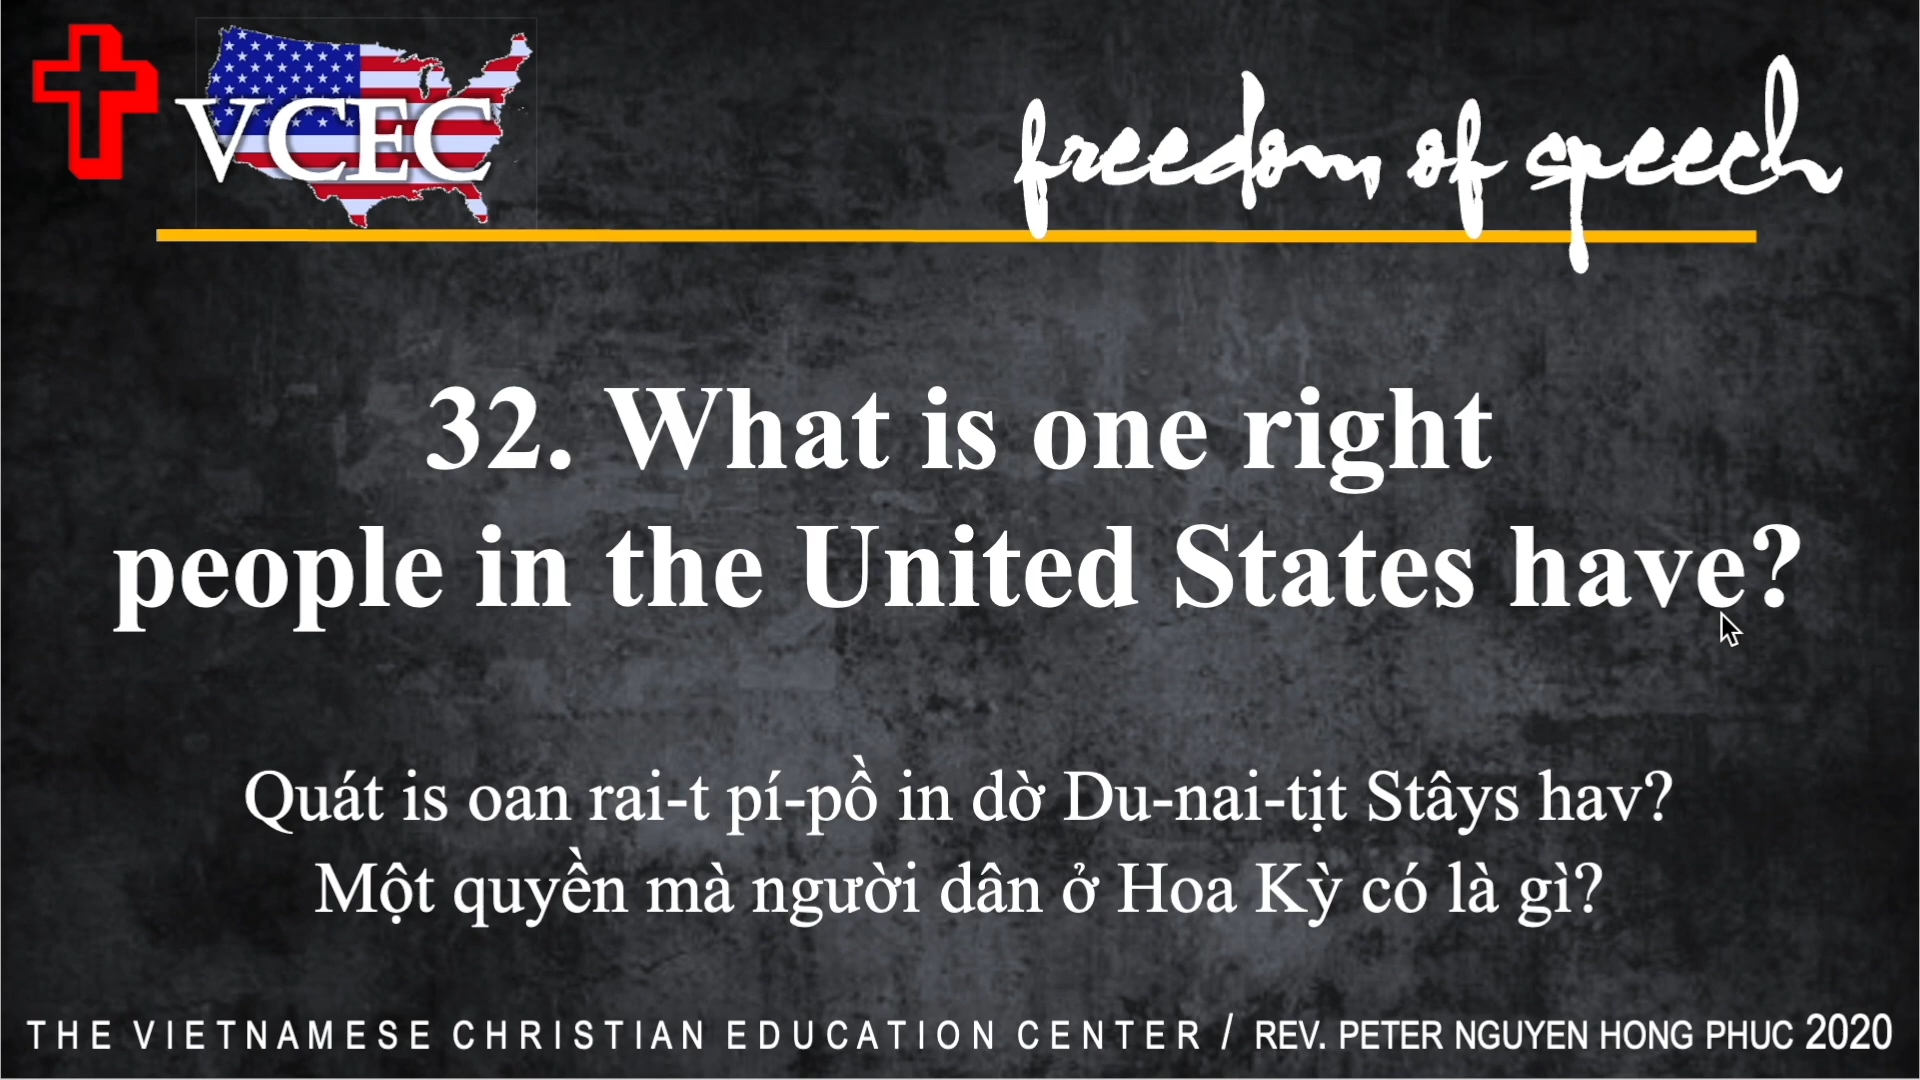 VCEC
freedom of speech
32. What is one right
people in the United States have?
Quát is oan rai-t pí-pồ in dờ Du-nai-tịt Stâys hav?
Một quyền mà người dân ở Hoa Kỳ có là gì?
THE VIETNAMESE CHRISTIAN EDUCATION CENTER / REV. PETER NGUYEN HONG PHUC 2020